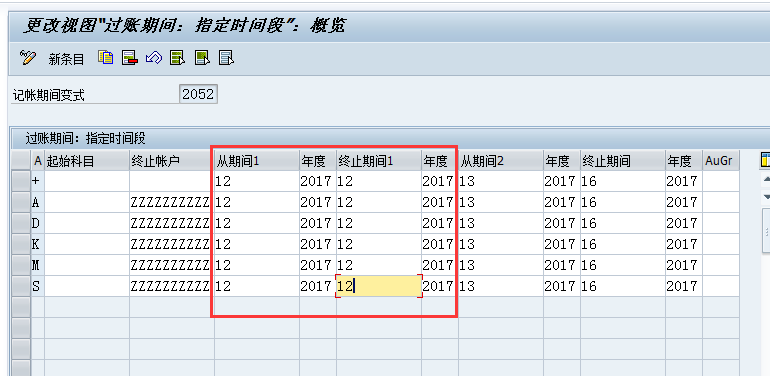 更改视图"过账期间：指定时间段"：概览
新条目
记帐期间变式 2052
过账期间：指定时间段
A 起始科目 终止帐户 从期间1 年度 终止期间1 年度 从期间2 年度 终止期间 年度 AuGr
+ 12 2017 12 2017 13 2017 16 2017
A ZZZZZZZZZZ 12 2017 12 2017 13 2017 16 2017
D ZZZZZZZZZZ 12 2017 12 2017 13 2017 16 2017
K ZZZZZZZZZZ 12 2017 12 2017 13 2017 16 2017
M ZZZZZZZZZZ 12 2017 12 2017 13 2017 16 2017
S ZZZZZZZZZZ 12 2017 12 2017 13 2017 16 2017